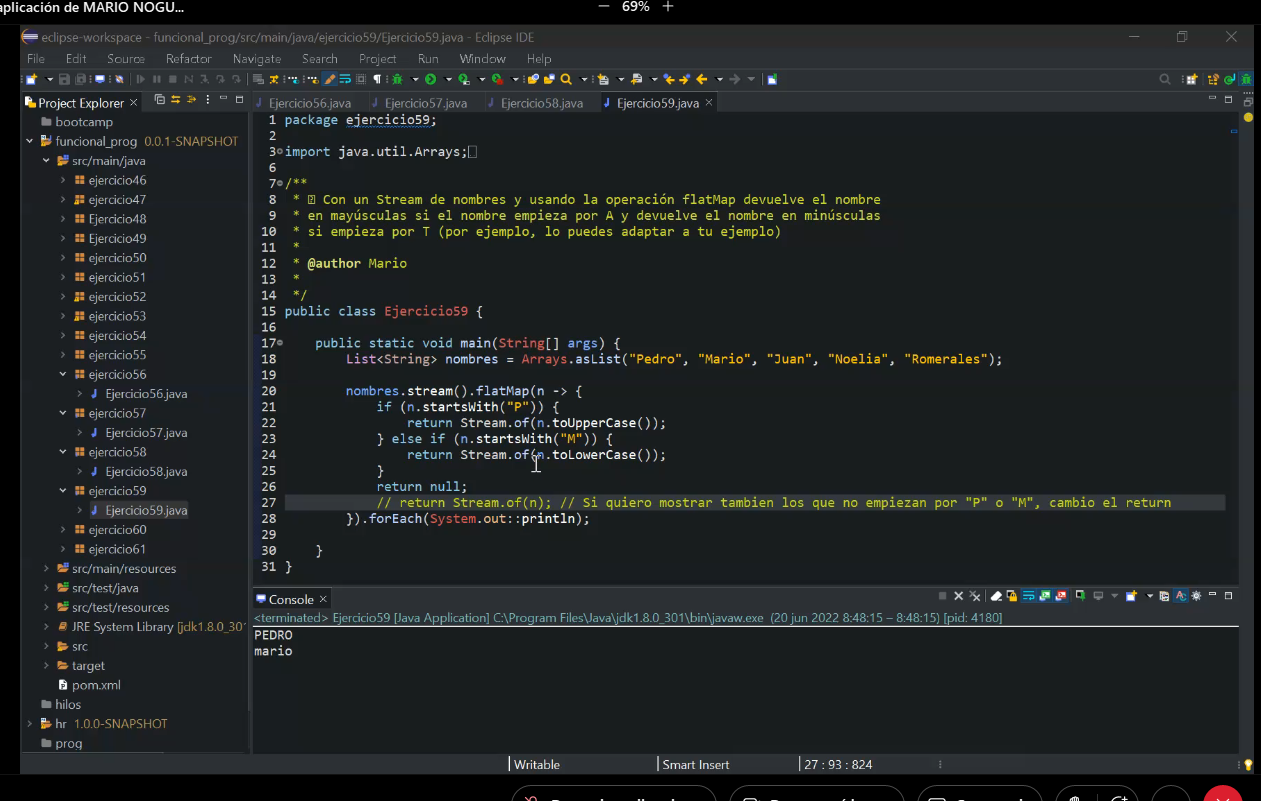 aplicación de MARIO NOGU...
69%
eclipse-workspace - funcional_prog/src/main/java/ejercicio59/Ejercicio59.java - Eclipse IDE
File Edit Source Refactor Navigate Search Project Run Window Help
Project Explorer
Ejercicio56.java Ejercicio57.java Ejercicio58.java Ejercicio59.java
bootcamp
funcional_prog 0.0.1-SNAPSHOT
src/main/java
ejercicio46
ejercicio47
Ejercicio48
Ejercicio49
ejercicio50
ejercicio51
ejercicio52
ejercicio53
ejercicio54
ejercicio55
ejercicio56
Ejercicio56.java
ejercicio57
Ejercicio57.java
ejercicio58
Ejercicio58.java
ejercicio59
Ejercicio59.java
ejercicio60
ejercicio61
src/main/resources
src/test/java
src/test/resources
JRE System Library [jdk1.8.0_30
src
target
pom.xml
hilos
hr 1.0.0-SNAPSHOT
prog
1 package ejercicio59;
2
3 import java.util.Arrays;
6
7 /**
8 * Con un Stream de nombres y usando la operación flatMap devuelve el nombre
9 * en mayúsculas si el nombre empieza por A y devuelve el nombre en minúsculas
10 * si empieza por T (por ejemplo, lo puedes adaptar a tu ejemplo)
11 *
12 * @author Mario
13 *
14 */
15 public class Ejercicio59 {
16
17 public static void main(String[] args) {
18 List<String> nombres = Arrays.asList("Pedro", "Mario", "Juan", "Noelia", "Romerales");
19
20 nombres.stream().flatMap(n -> {
21 if (n.startsWith("P")) {
22 return Stream.of(n.toUpperCase());
23 } else if (n.startsWith("M")) {
24 return Stream.of(n.toLowerCase());
25 }
26 return null;
27 // return Stream.of(n); // Si quiero mostrar tambien los que no empiezan por "P" o "M", cambio el return
28 }).forEach(System.out::println);
29
30 }
31 }
Console
<terminated> Ejercicio59 [Java Application] C:\Program Files\Java\jdk1.8.0_301\bin\javaw.exe (20 jun 2022 8:48:15 – 8:48:15) [pid: 4180]
PEDRO
mario
Writable Smart Insert 27 : 93 : 824